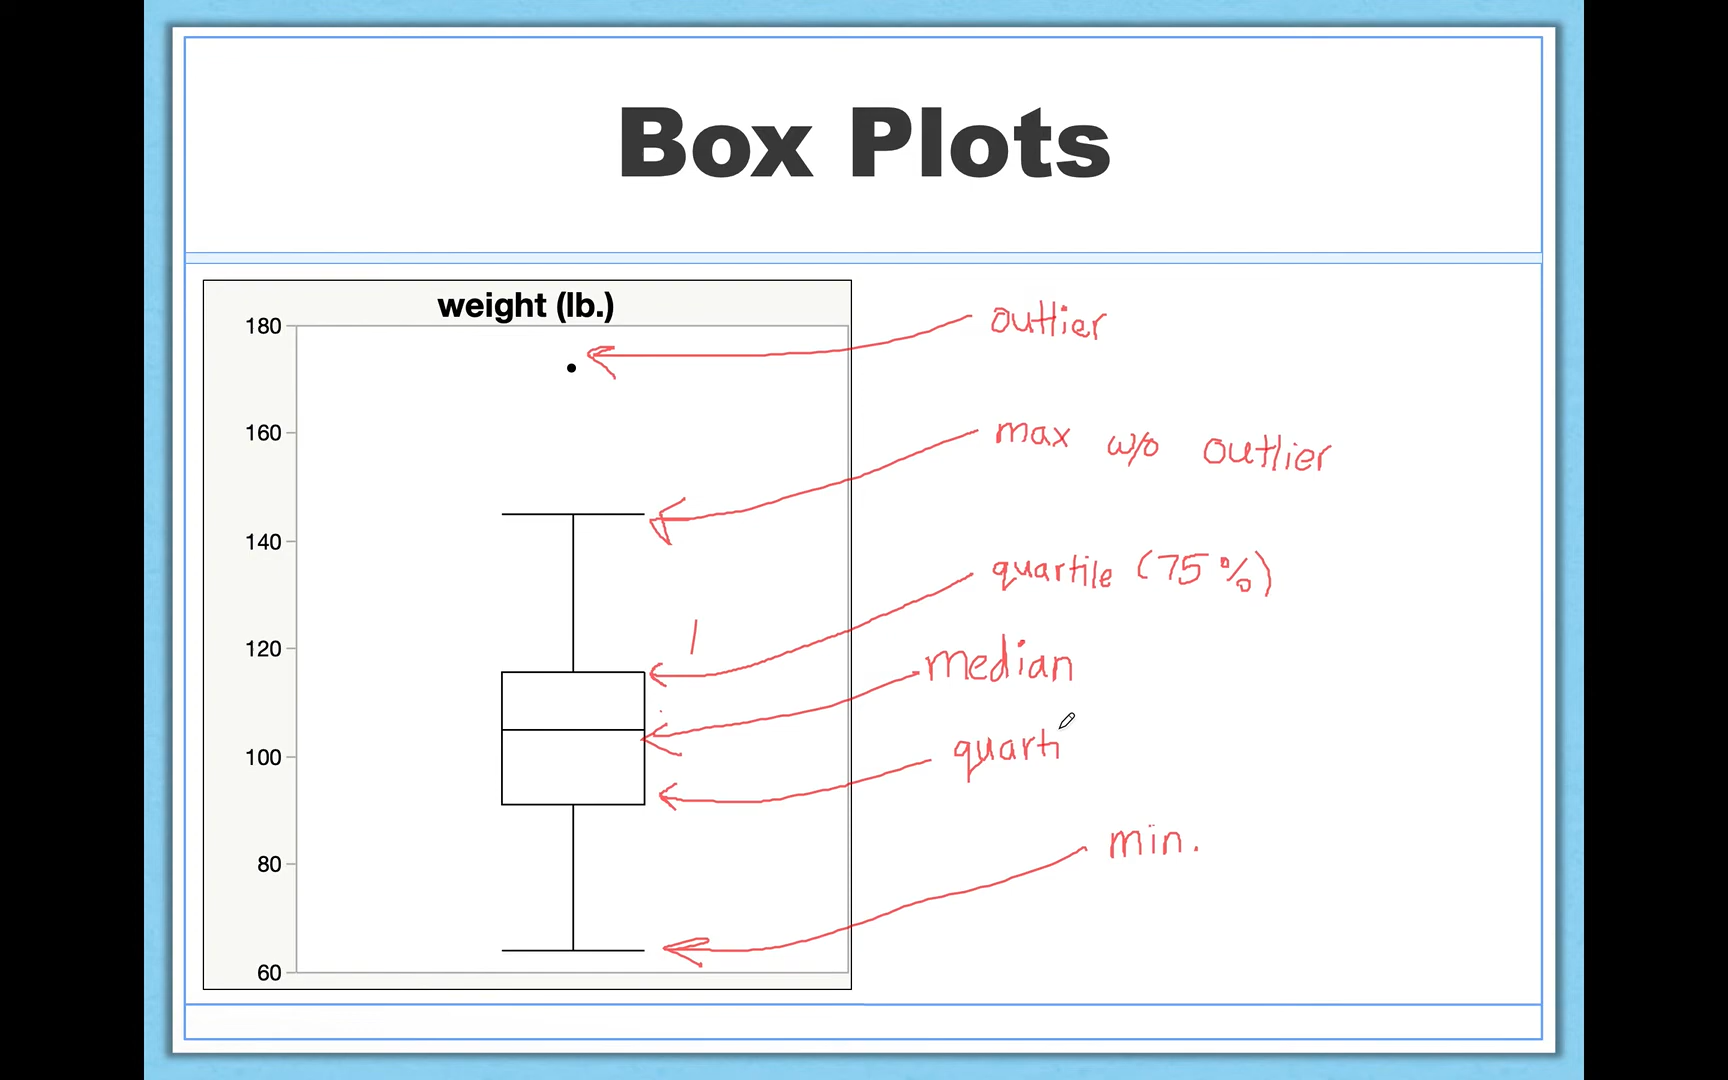 Box Plots
weight (lb.)
180
outlier
160
max w/o outlier
140
quartile (75%)
120
median
100
quarti
80
min.
60